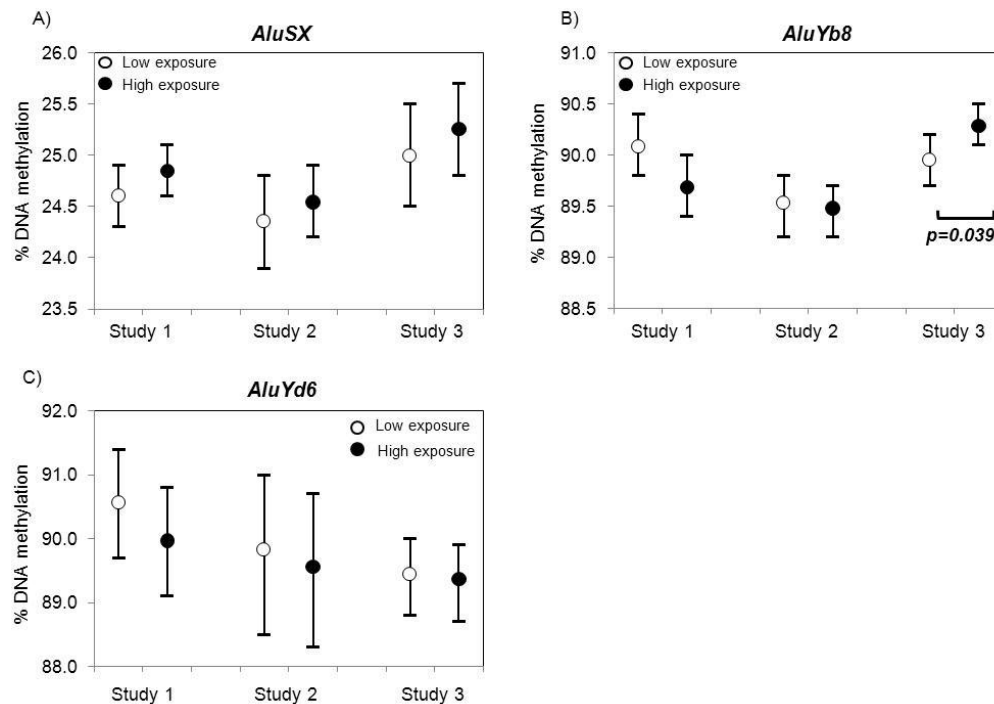 A)
AluSX
26.0
25.5
25.0
24.5
24.0
23.5
% DNA methylation
Low exposure
High exposure
Study 1 Study 2 Study 3
B)
AluYb8
91.0
90.5
90.0
89.5
89.0
88.5
% DNA methylation
Low exposure
High exposure
p=0.039
Study 1 Study 2 Study 3
C)
AluYd6
92.0
91.0
90.0
89.0
88.0
% DNA methylation
Low exposure
High exposure
Study 1 Study 2 Study 3